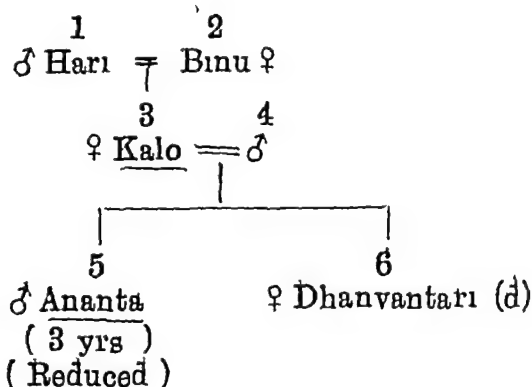 1 2
♂ Hari = Binu ♀
3 4
♀ Kalo = ♂
5 6
♂ Ananta ♀ Dhanvantari (d)
( 3 yrs )
( Reduced )